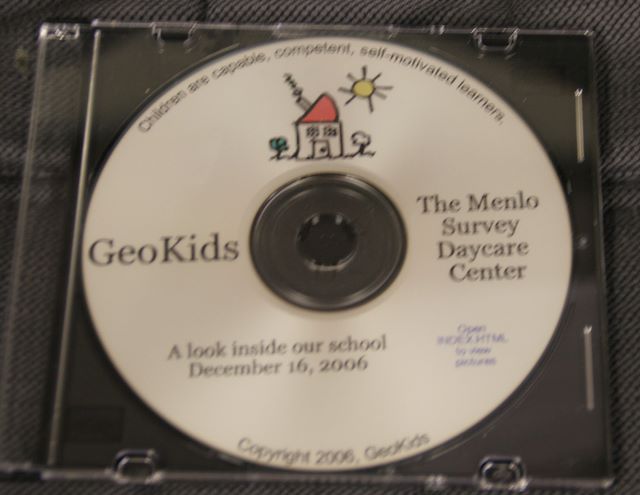 Children are capable, competent, self-motivated learners.
GeoKids
The Menlo
Survey
Daycare
Center
A look inside our school
December 16, 2006
Open
INDEX.HTML
to view
pictures
Copyright 2006, GeoKids